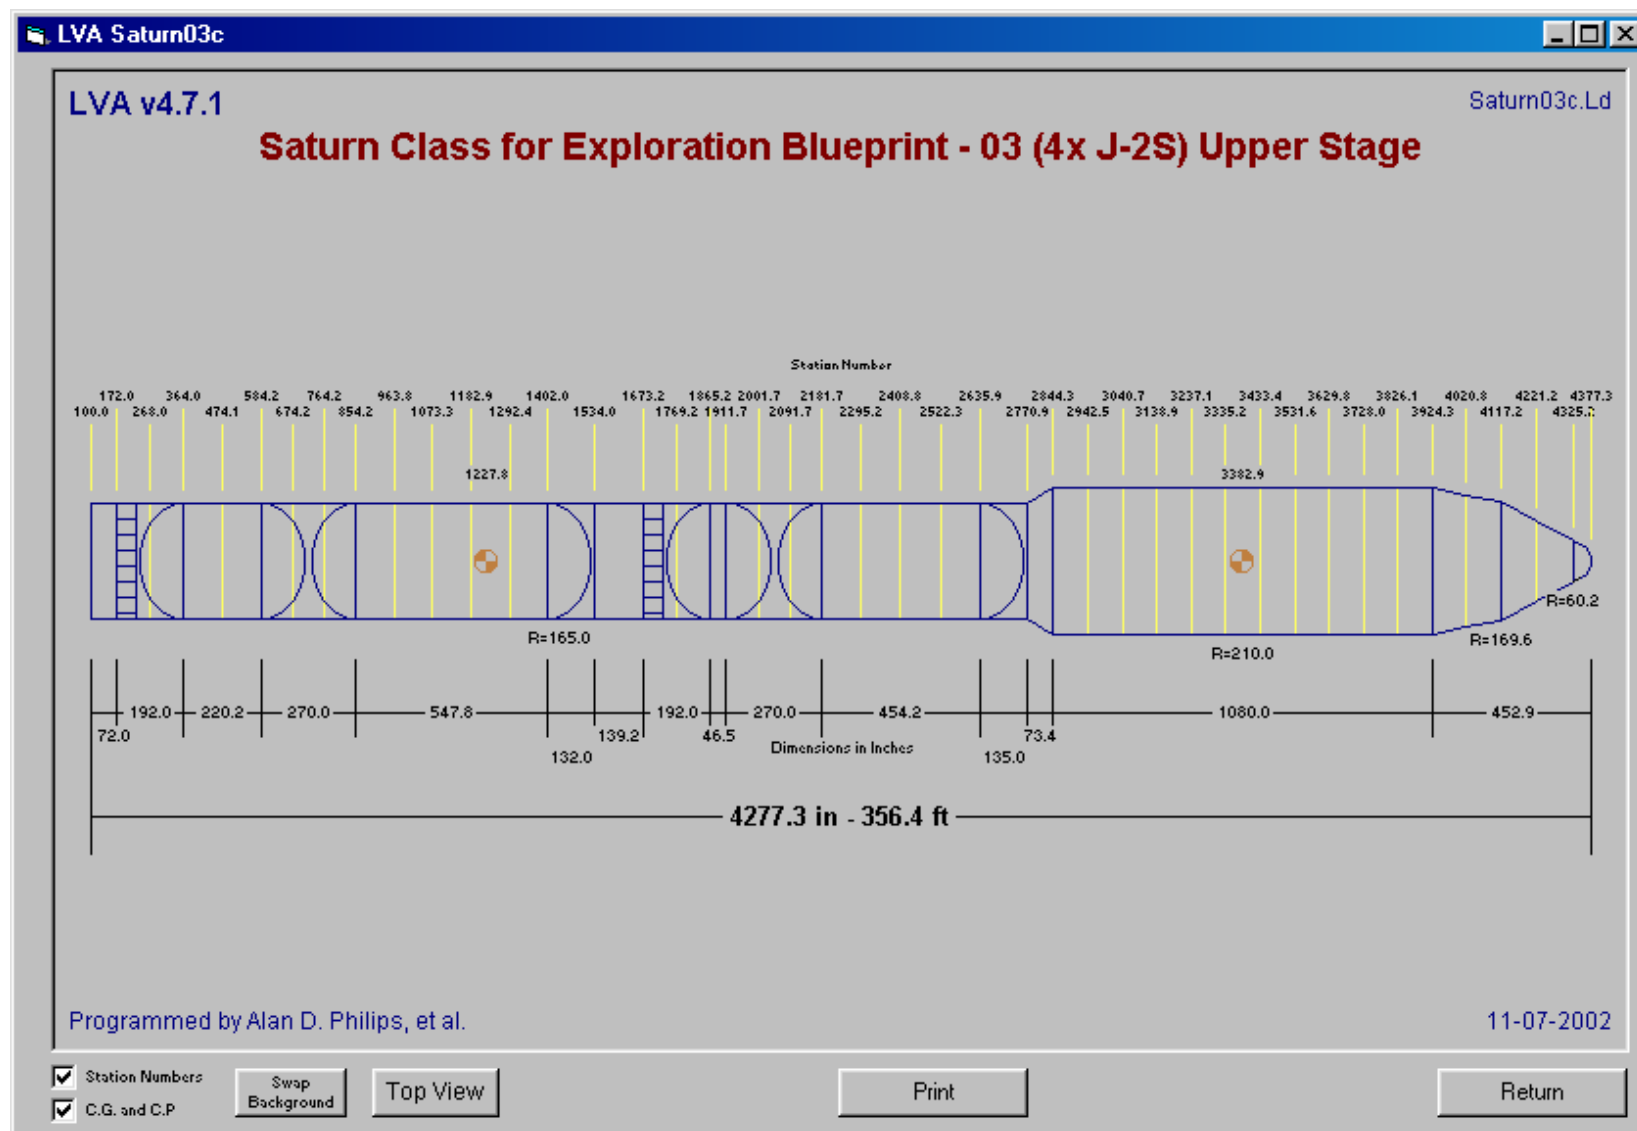 LVA Saturn03c
LVA v4.7.1
Saturn03c.Ld
Saturn Class for Exploration Blueprint - 03 (4x J-2S) Upper Stage
Station Number
172.0 364.0 584.2 764.2 963.8 1182.9 1402.0 1673.2 1865.2 2001.7 2181.7 2408.8 2635.9 2844.3 3040.7 3237.1 3433.4 3629.8 3826.1 4020.8 4221.2 4377.3
100.0 268.0 474.1 674.2 854.2 1073.3 1292.4 1534.0 1769.2 1911.7 2091.7 2295.2 2522.3 2770.9 2942.5 3138.9 3335.2 3531.6 3728.0 3924.3 4117.2
1227.8 3382.9
R=60.2
R=165.0 R=169.6
R=210.0
192.0 220.2 270.0 547.8 192.0 270.0 454.2 1080.0 452.9
72.0 139.2 46.5 73.4
Dimensions in Inches
132.0 135.0
4277.3 in - 356.4 ft
Programmed by Alan D. Philips, et al.
11-07-2002
Station Numbers
C.G. and C.P
Swap
Background
Top View
Print
Return